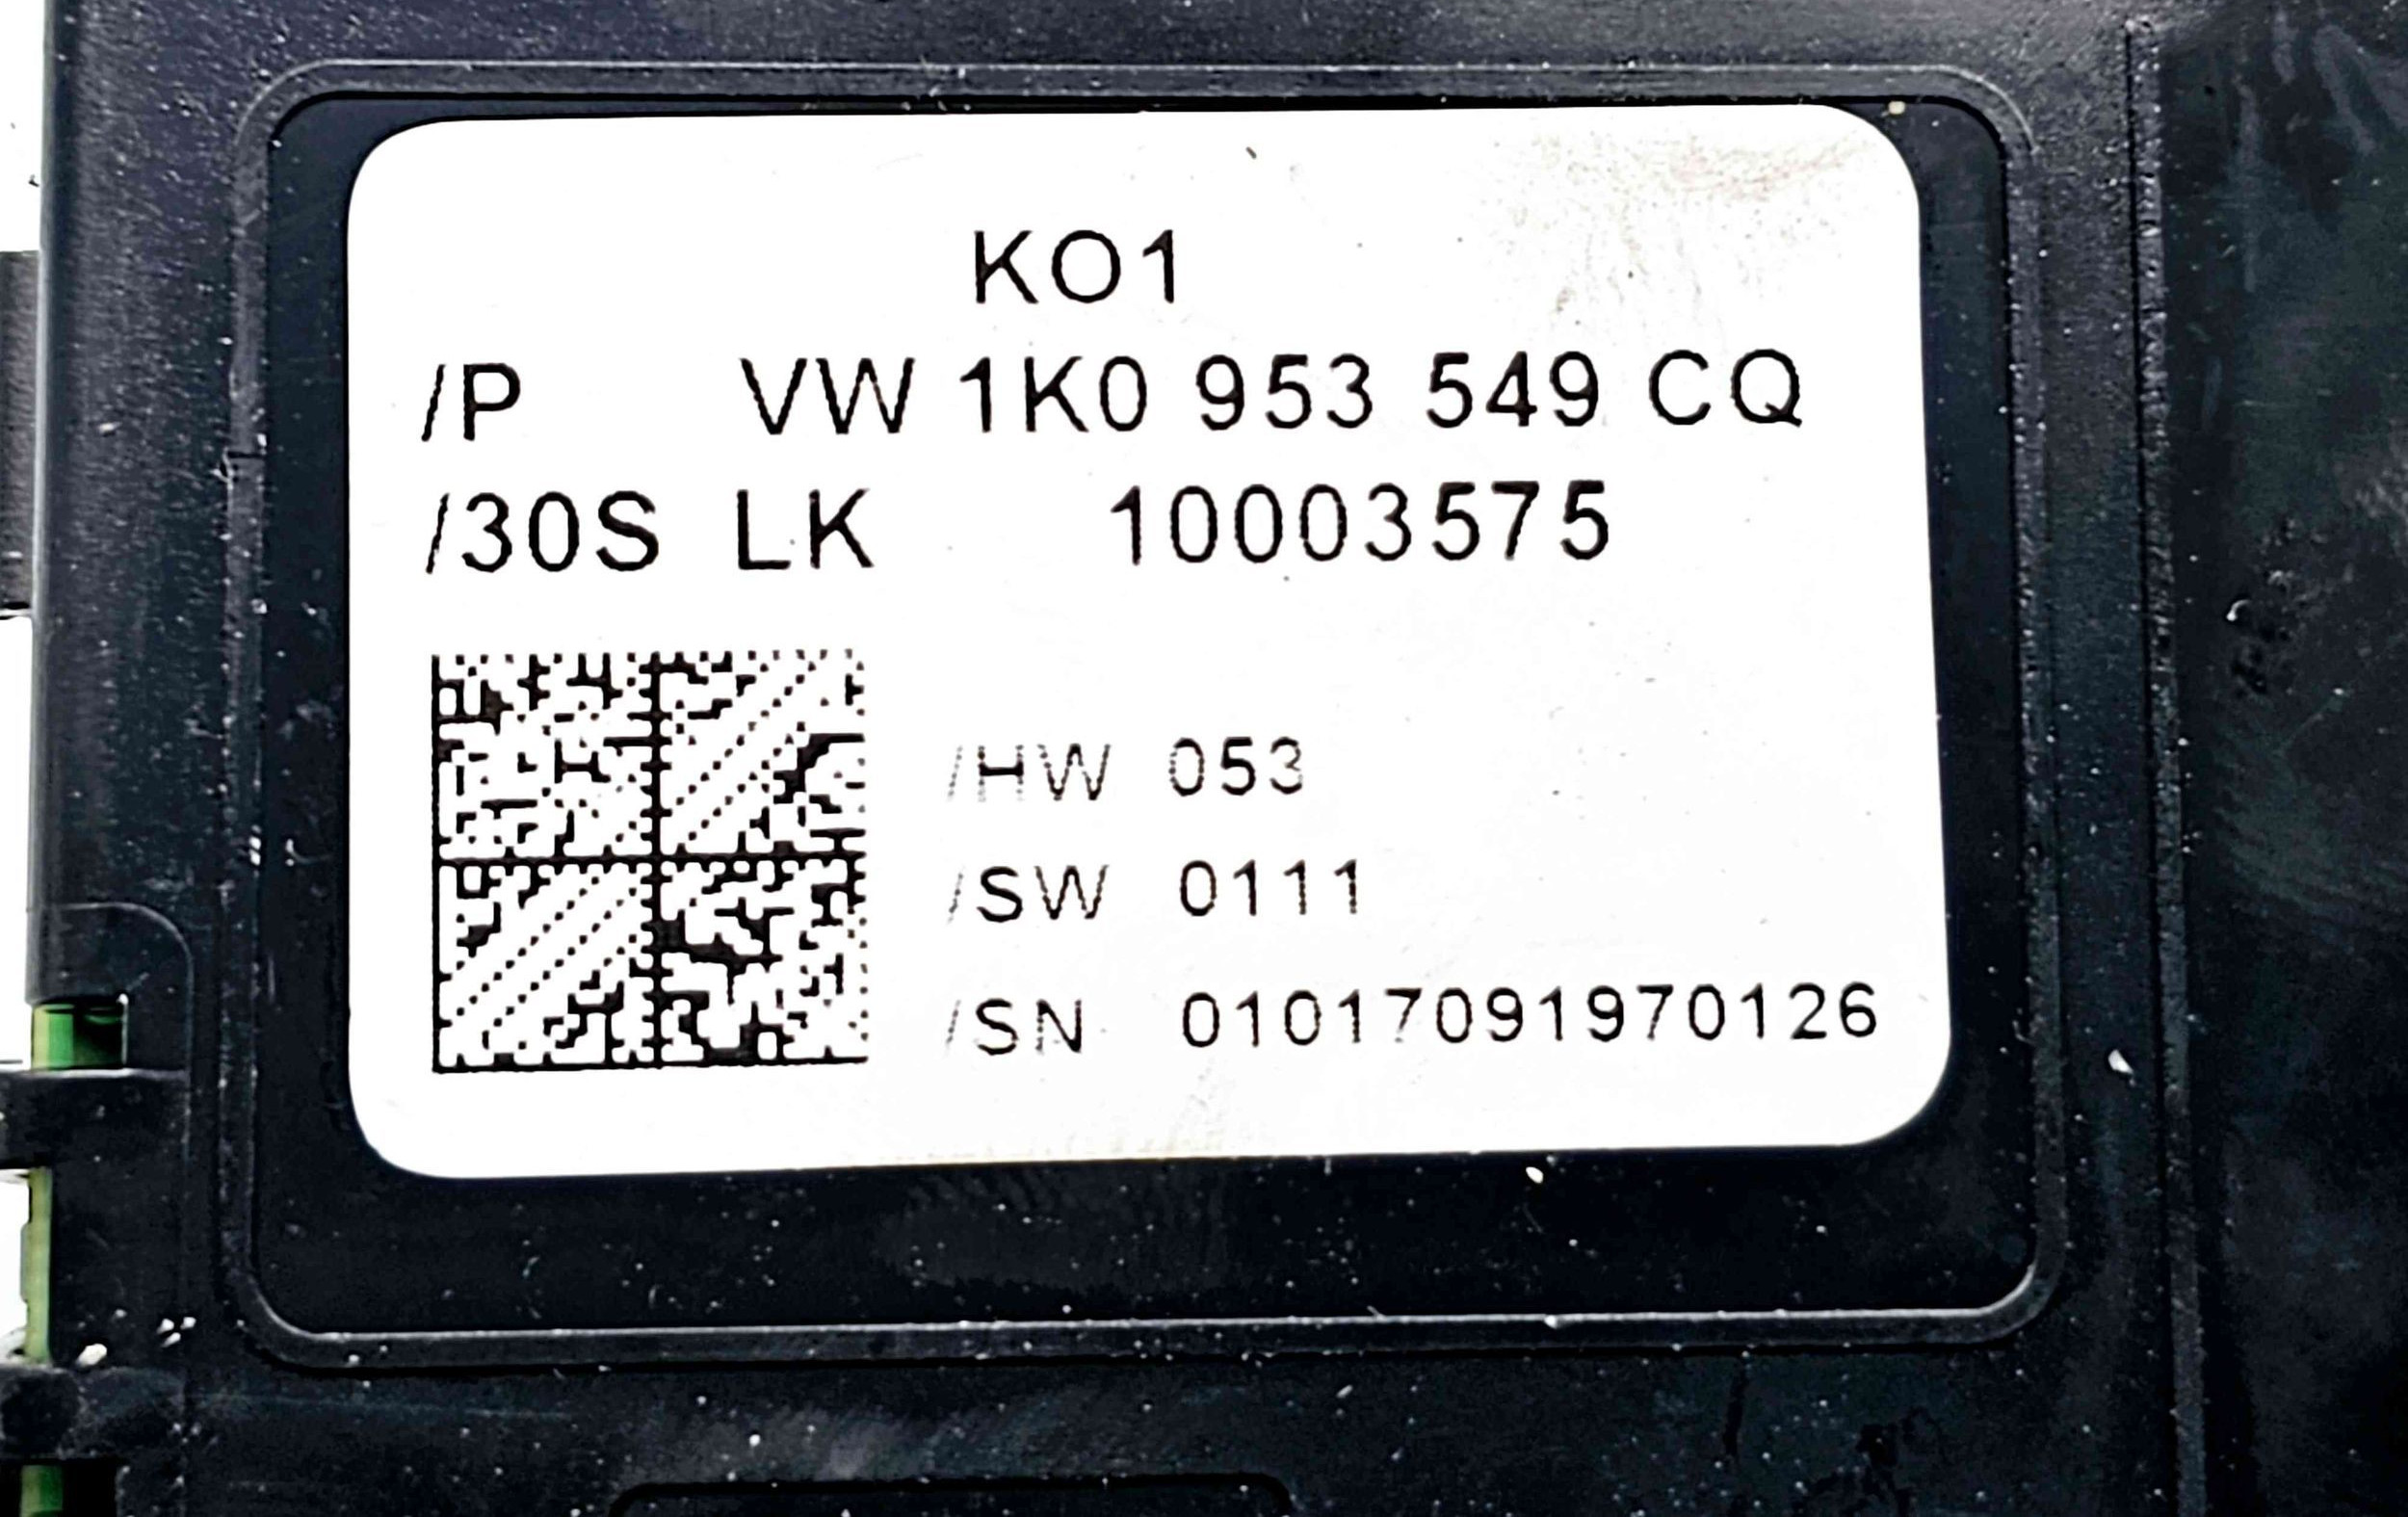 KO1
/P VW 1K0 953 549 CQ
/30S LK 10003575
/HW 053
/SW 0111
/SN 01017091970126